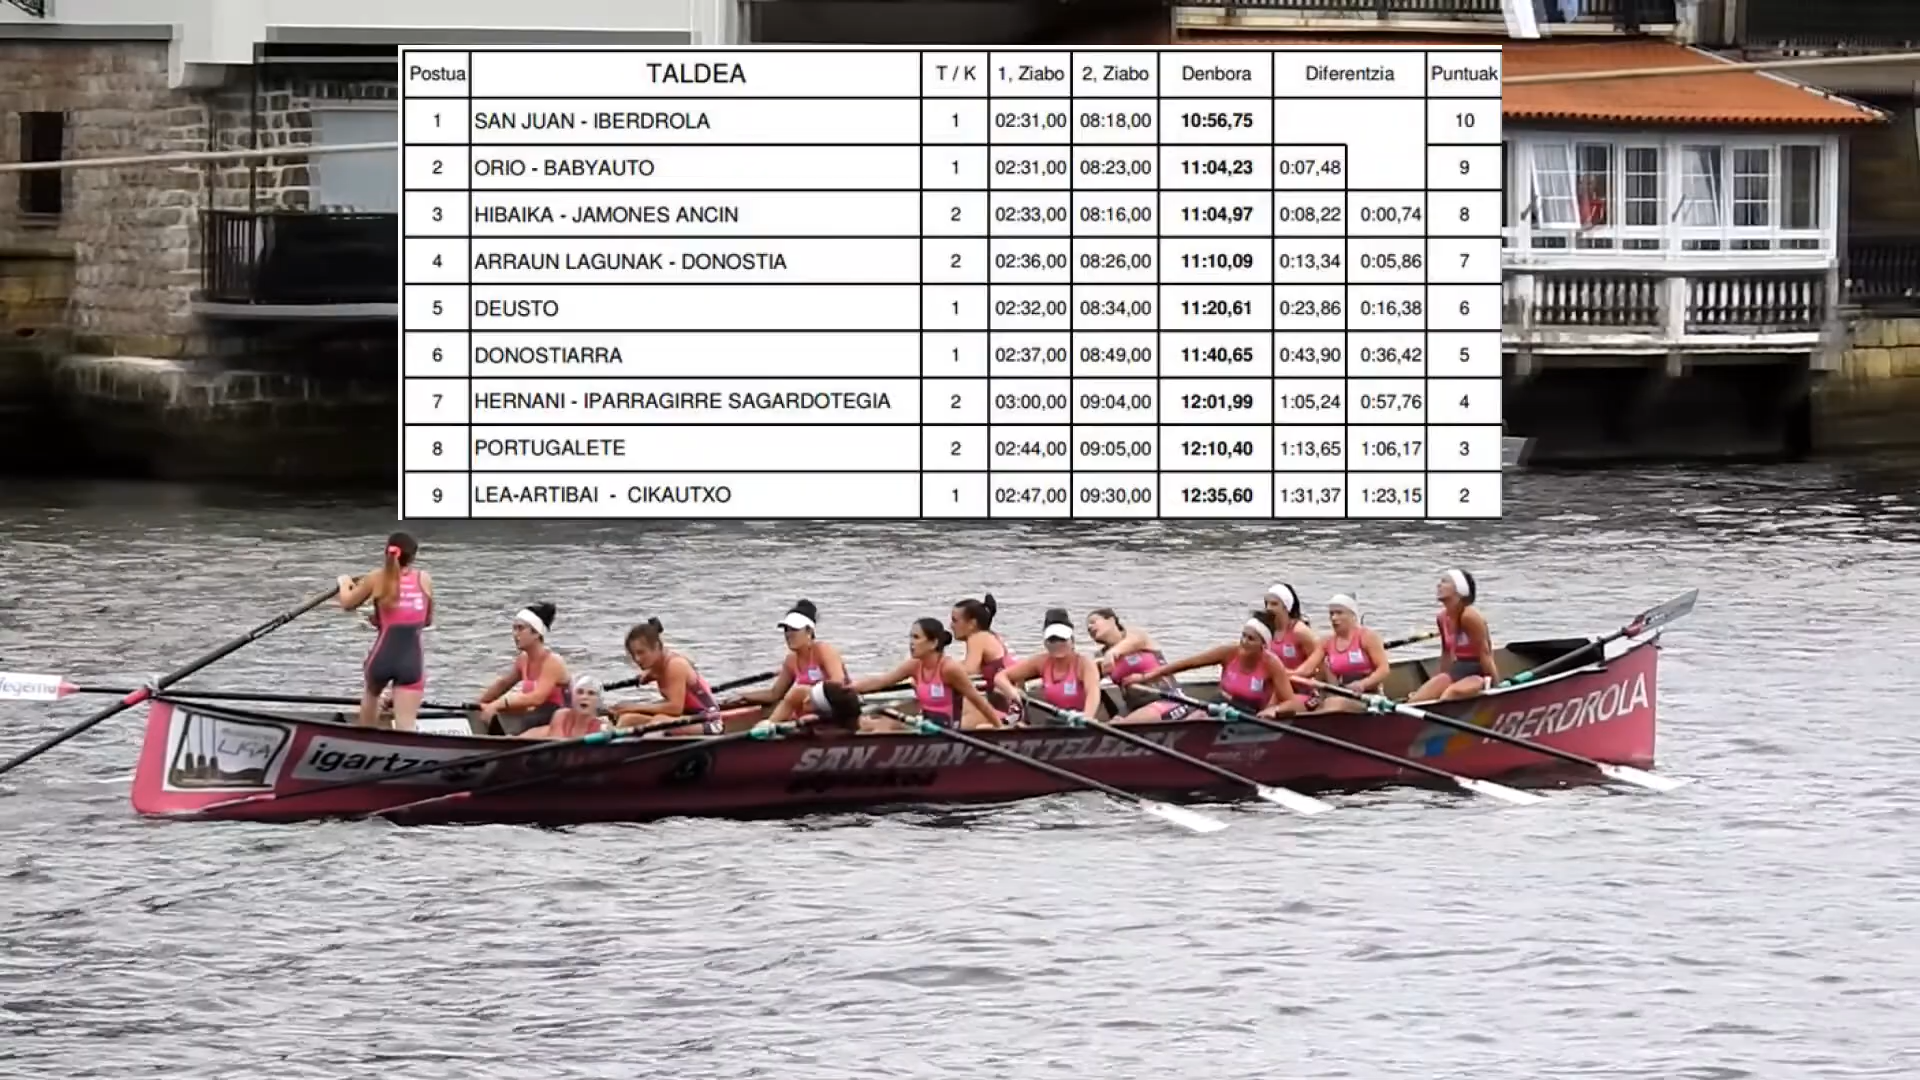 Postua TALDEA T / K 1, Ziabo 2, Ziabo Denbora Diferentzia Puntuak
1 SAN JUAN - IBERDROLA 1 02:31,00 08:18,00 10:56,75 10
2 ORIO - BABYAUTO 1 02:31,00 08:23,00 11:04,23 0:07,48 9
3 HIBAIKA - JAMONES ANCIN 2 02:33,00 08:16,00 11:04,97 0:08,22 0:00,74 8
4 ARRAUN LAGUNAK - DONOSTIA 2 02:36,00 08:26,00 11:10,09 0:13,34 0:05,86 7
5 DEUSTO 1 02:32,00 08:34,00 11:20,61 0:23,86 0:16,38 6
6 DONOSTIARRA 1 02:37,00 08:49,00 11:40,65 0:43,90 0:36,42 5
7 HERNANI - IPARRAGIRRE SAGARDOTEGIA 2 03:00,00 09:04,00 12:01,99 1:05,24 0:57,76 4
8 PORTUGALETE 2 02:44,00 09:05,00 12:10,40 1:13,65 1:06,17 3
9 LEA-ARTIBAI - CIKAUTXO 1 02:47,00 09:30,00 12:35,60 1:31,37 1:23,15 2
igartza
SAN JUAN-BATELERAK
IBERDROLA